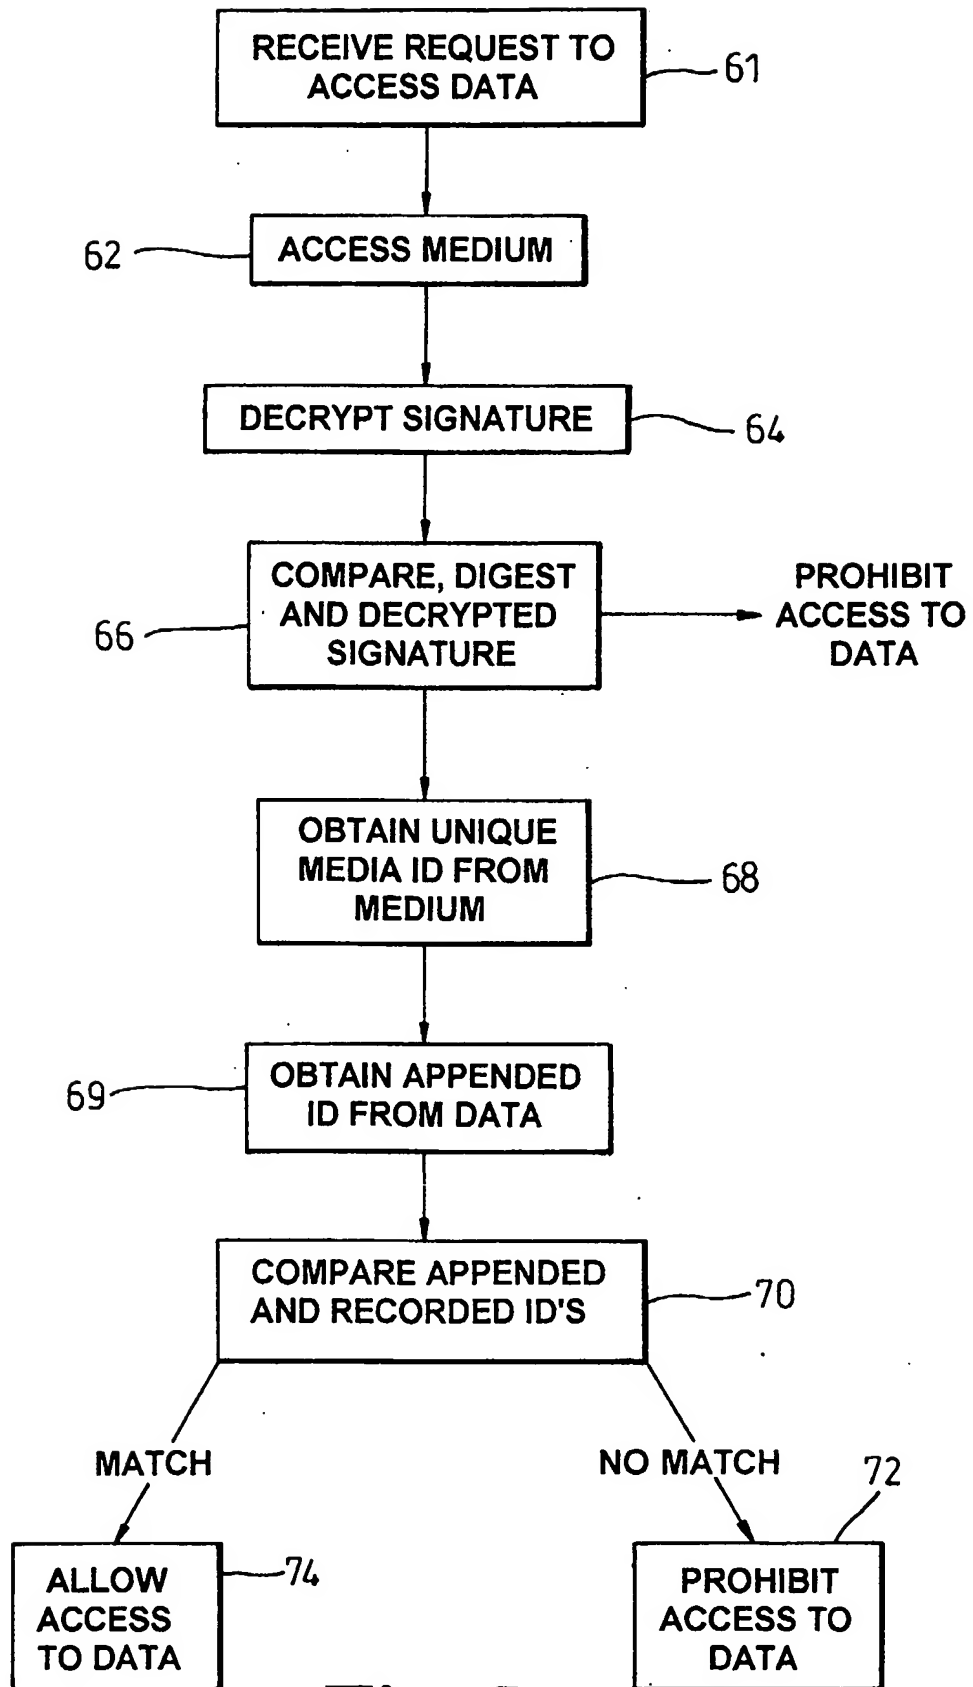 RECEIVE REQUEST TO
ACCESS DATA
61
62
ACCESS MEDIUM
DECRYPT SIGNATURE
64
COMPARE, DIGEST
AND DECRYPTED
SIGNATURE
66
PROHIBIT
ACCESS TO
DATA
OBTAIN UNIQUE
MEDIA ID FROM
MEDIUM
68
69
OBTAIN APPENDED
ID FROM DATA
COMPARE APPENDED
AND RECORDED ID'S
70
MATCH
NO MATCH
72
ALLOW
ACCESS
TO DATA
74
PROHIBIT
ACCESS TO
DATA